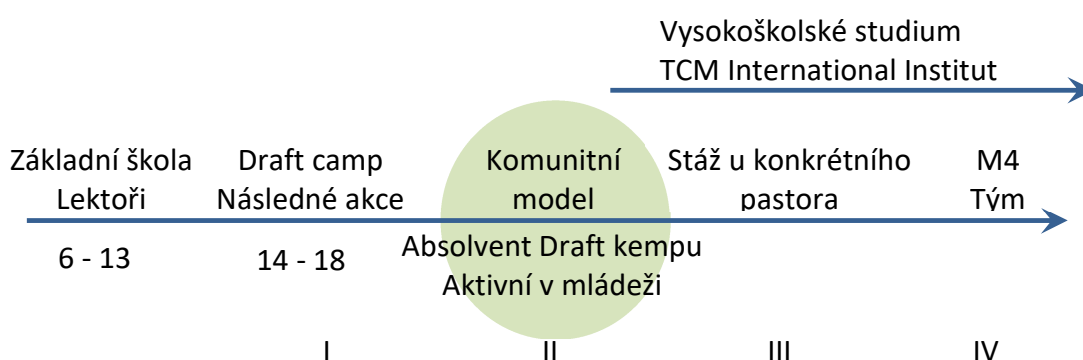 Vysokoškolské studium
TCM International Institut
Základní škola
Lektoři
Draft camp
Následné akce
Komunitní
model
Stáž u konkrétního
pastora
M4
Tým
6 - 13
14 - 18
Absolvent Draft kempu
Aktivní v mládeži
I
II
III
IV